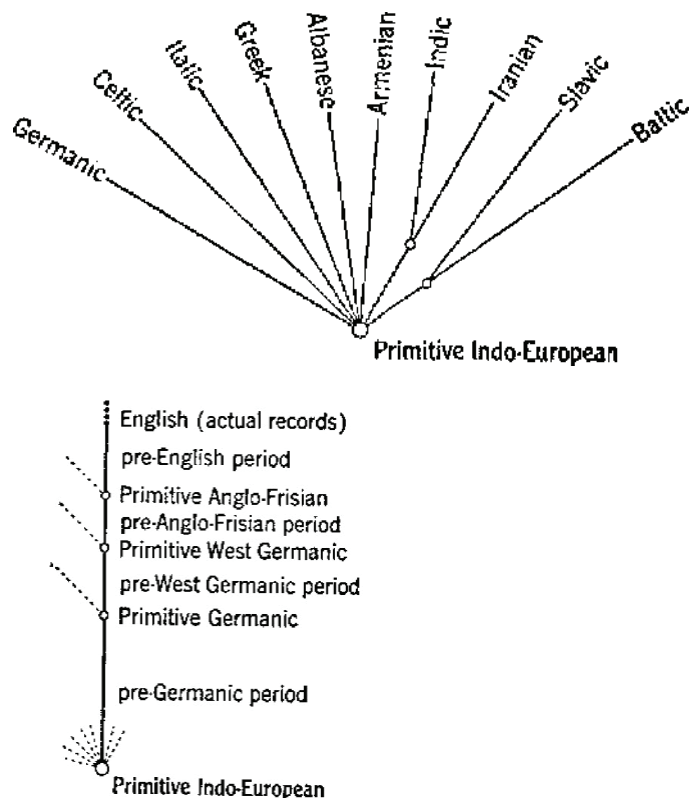 Germanic
Celtic
Italic
Greek
Albanese
Armenian
Indic
Iranian
Slavic
Baltic
Primitive Indo-European
English (actual records)
pre-English period
Primitive Anglo-Frisian
pre-Anglo-Frisian period
Primitive West Germanic
pre-West Germanic period
Primitive Germanic
pre-Germanic period
Primitive Indo-European